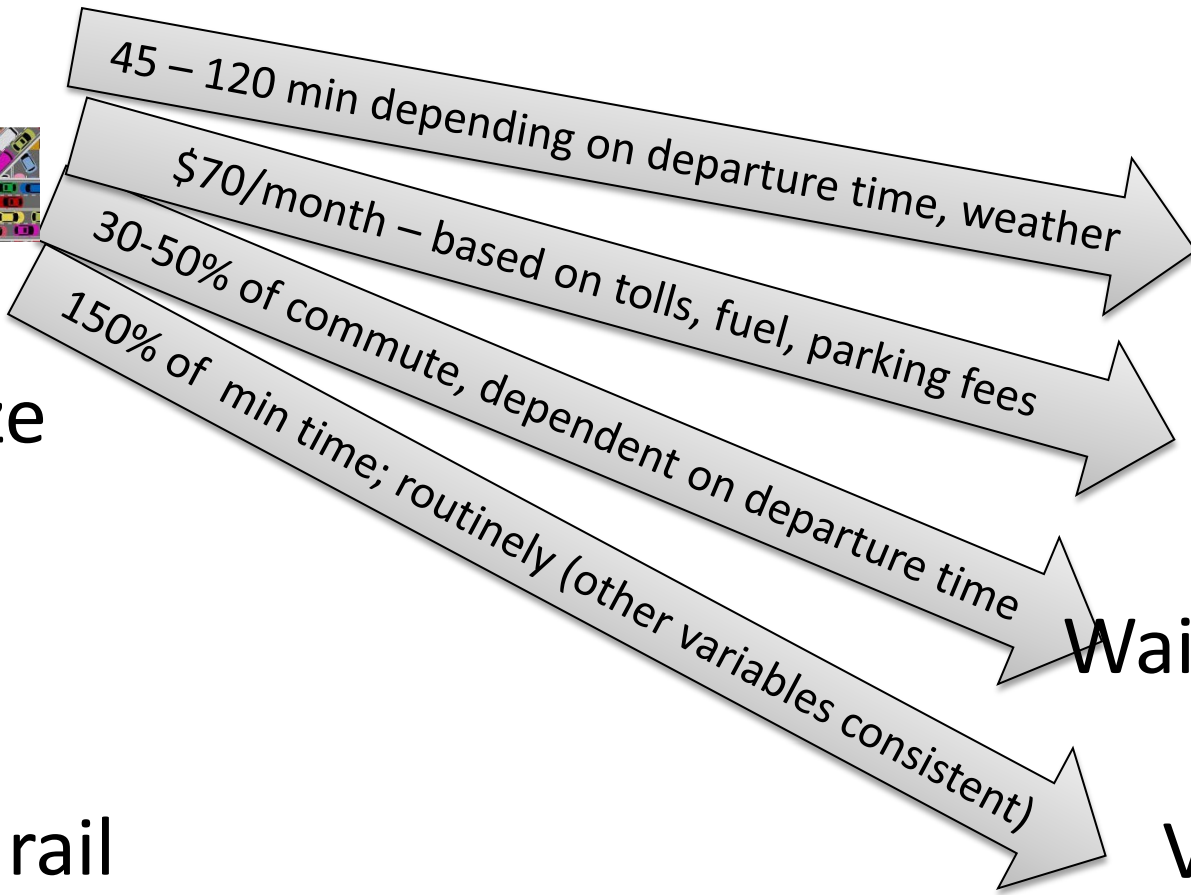 45 – 120 min depending on departure time, weather
$70/month – based on tolls, fuel, parking fees
30-50% of commute, dependent on departure time
150% of min time; routinely (other variables consistent)
ze
Wai
rail
V